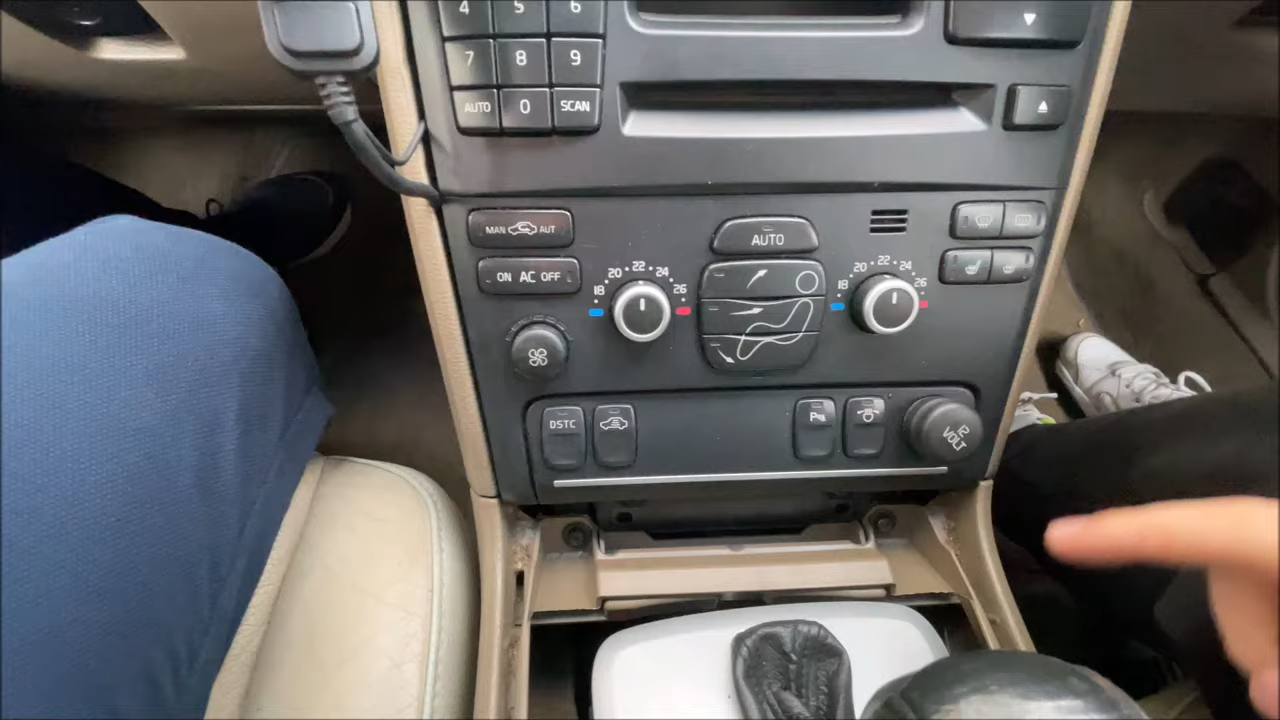 4 5 6
7 8 9
AUTO 0 SCAN
MAN AUT
AUTO
ON AC OFF
18 20 22 24 26
18 20 22 24 26
DSTC
P
12
VOLT